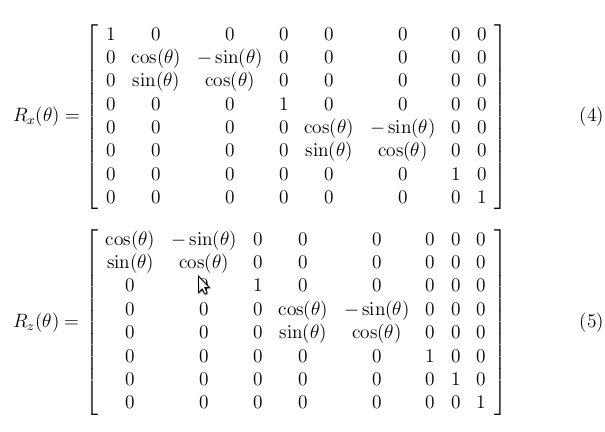 1 0 0 0 0 0 0 0
0 cos(θ) − sin(θ) 0 0 0 0 0
0 sin(θ) cos(θ) 0 0 0 0 0
0 0 0 1 0 0 0 0
R_x(θ) = (4)
0 0 0 0 cos(θ) − sin(θ) 0 0
0 0 0 0 sin(θ) cos(θ) 0 0
0 0 0 0 0 0 1 0
0 0 0 0 0 0 0 1
cos(θ) − sin(θ) 0 0 0 0 0 0
sin(θ) cos(θ) 0 0 0 0 0 0
0 1 0 0 0 0 0
0 0 0 cos(θ) − sin(θ) 0 0 0
R_z(θ) = (5)
0 0 0 sin(θ) cos(θ) 0 0 0
0 0 0 0 0 1 0 0
0 0 0 0 0 0 1 0
0 0 0 0 0 0 0 1